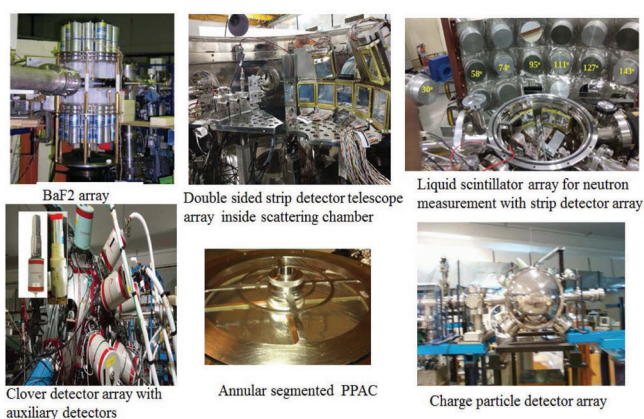 30°
58°
74°
95°
111°
127°
143°
BaF2 array
Double sided strip detector telescope
array inside scattering chamber
Liquid scintillator array for neutron
measurement with strip detector array
Clover detector array with
auxiliary detectors
Annular segmented PPAC
Charge particle detector array